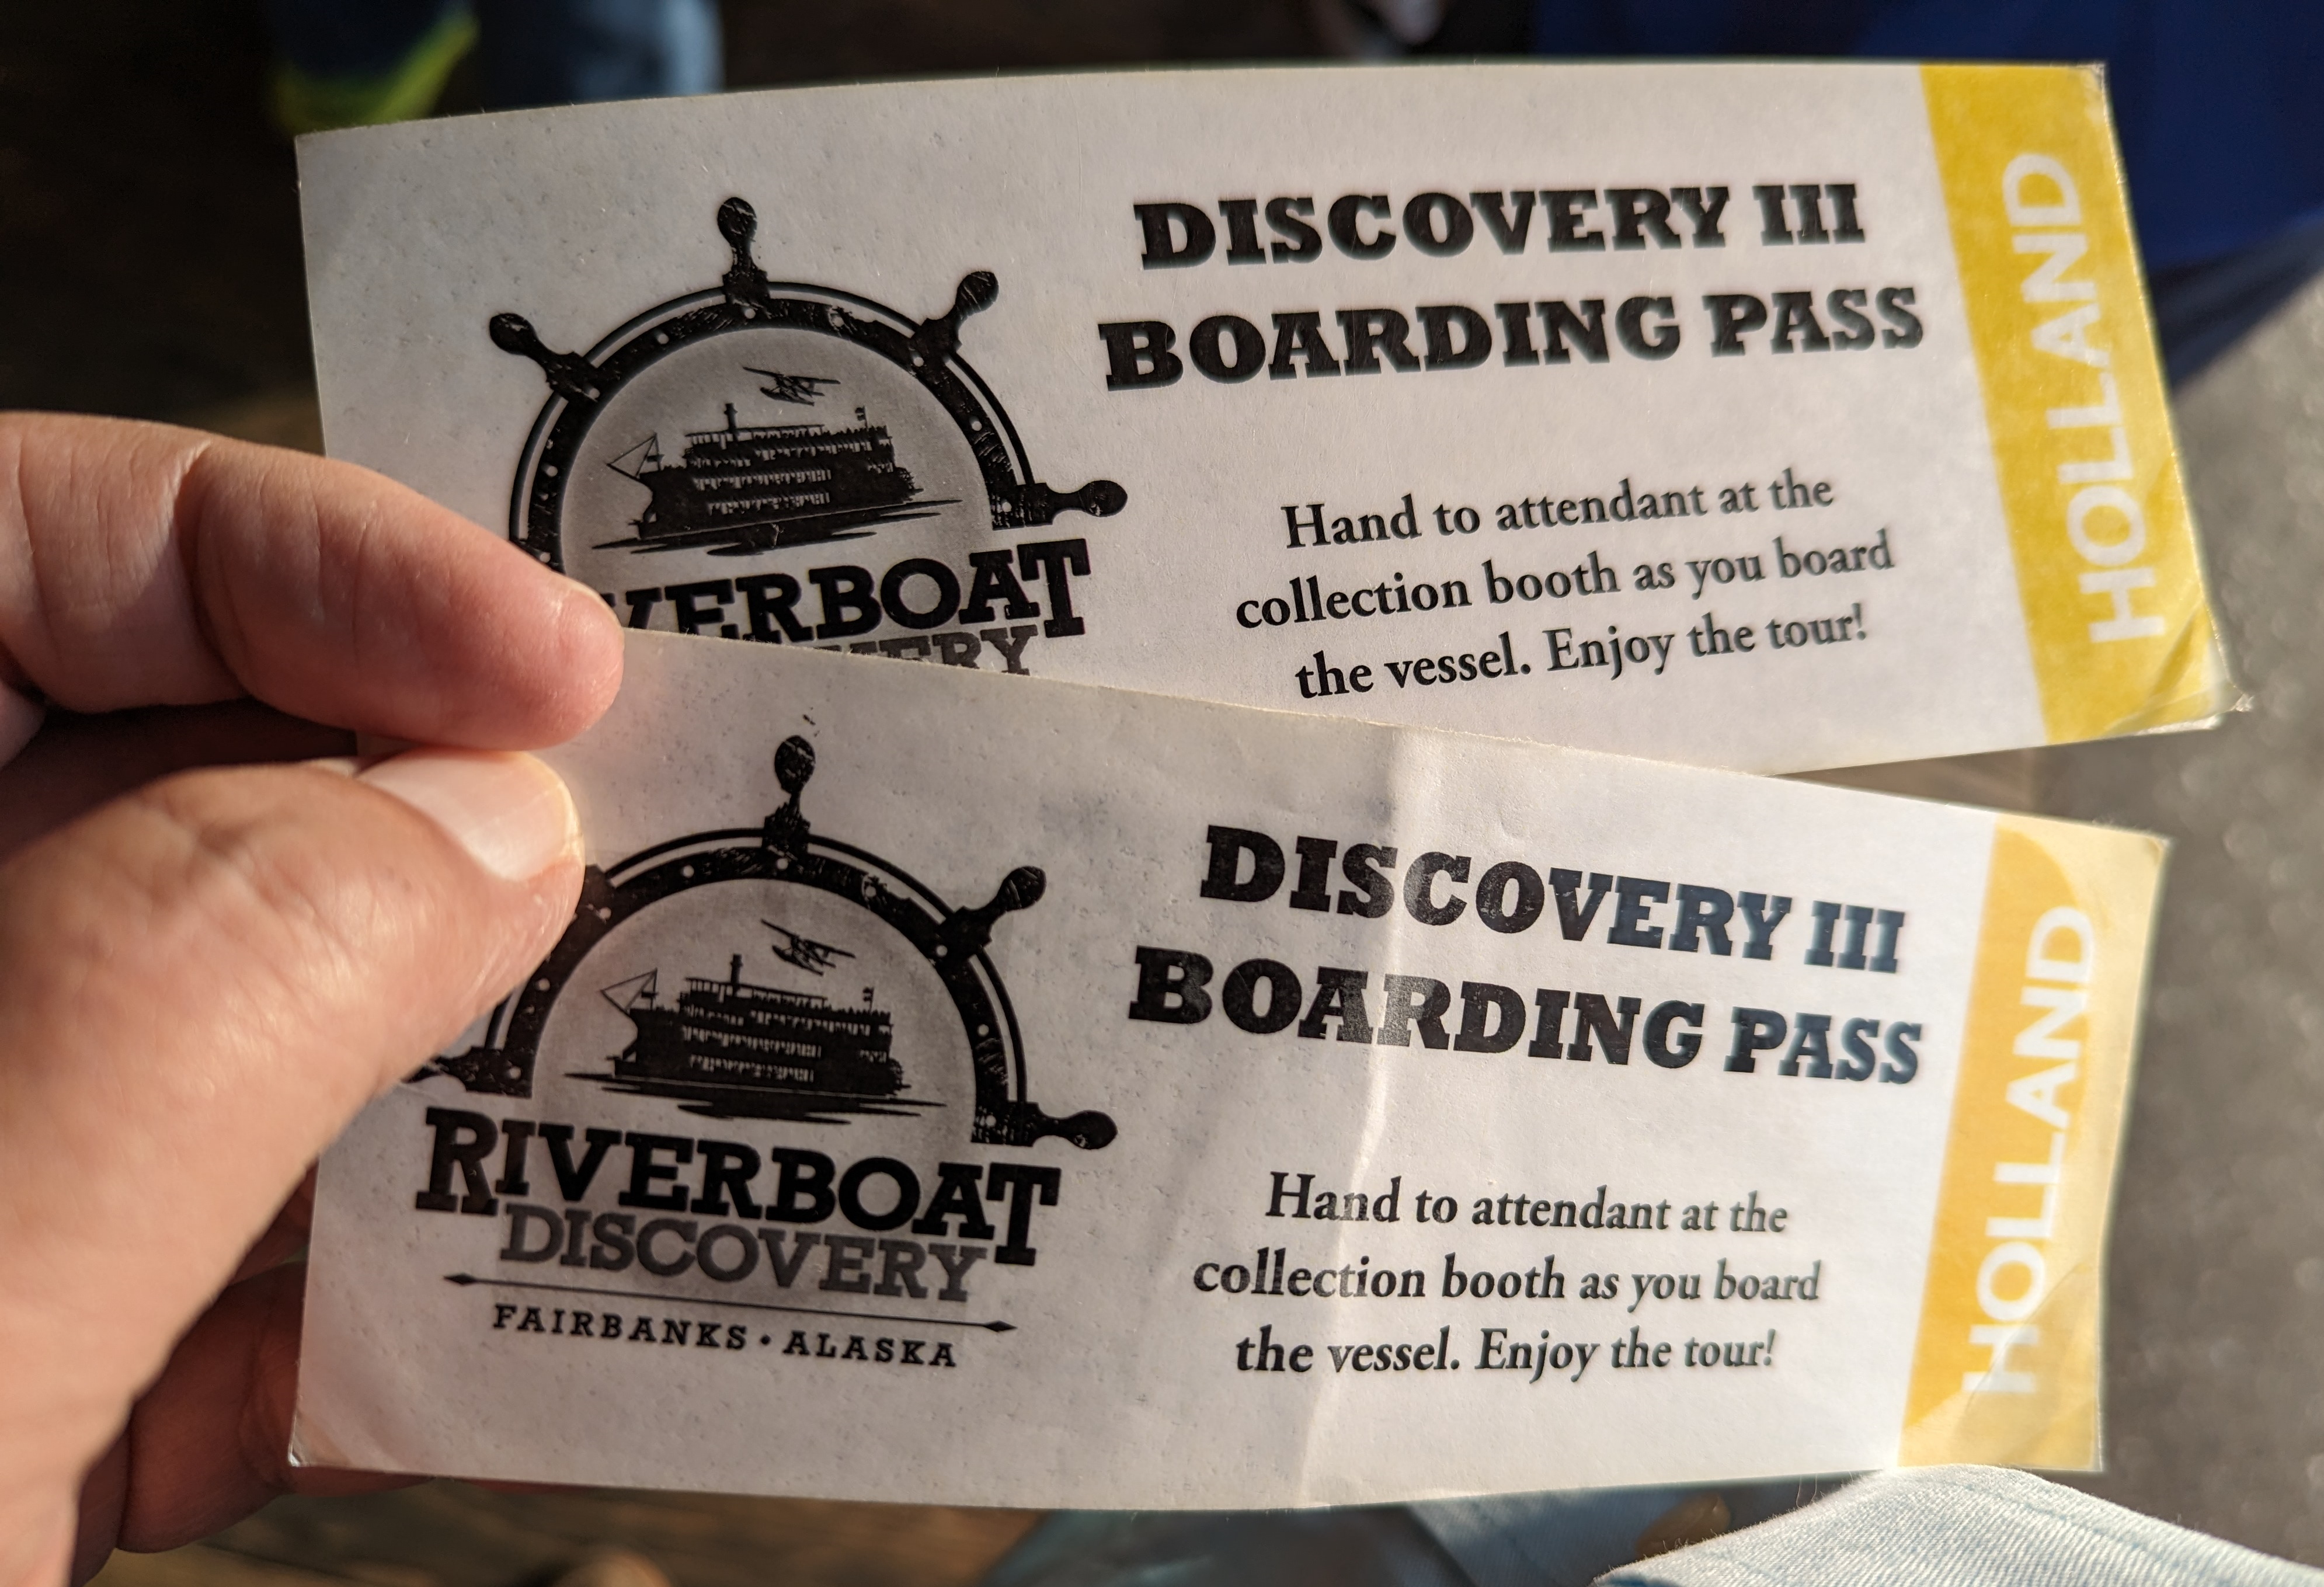 DISCOVERY III
BOARDING PASS
Hand to attendant at the
collection booth as you board
the vessel. Enjoy the tour!
HOLLAND
DISCOVERY III
BOARDING PASS
Hand to attendant at the
collection booth as you board
the vessel. Enjoy the tour!
HOLLAND
RIVERBOAT
DISCOVERY
FAIRBANKS • ALASKA